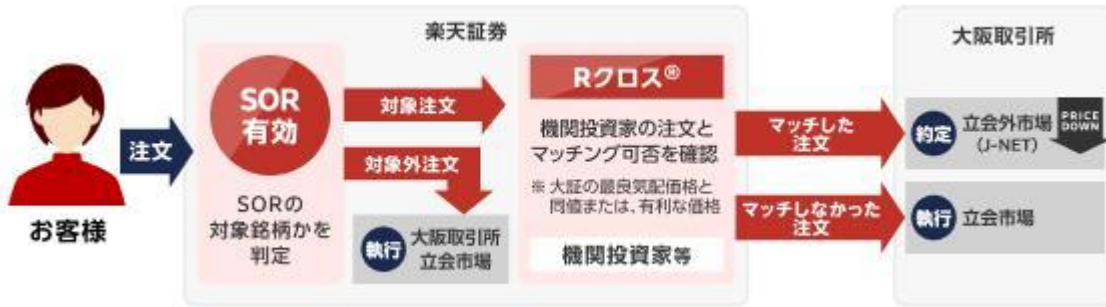 お客様
注文
楽天証券
SOR
有効
SORの
対象銘柄かを
判定
対象注文
対象外注文
執行
大阪取引所
立会市場
Rクロス®
機関投資家の注文と
マッチング可否を確認
※ 大証の最良気配価格と
同値または、有利な価格
機関投資家等
マッチした
注文
マッチしなかった
注文
大阪取引所
約定
立会外市場
(J-NET)
PRICE
DOWN
執行
立会市場